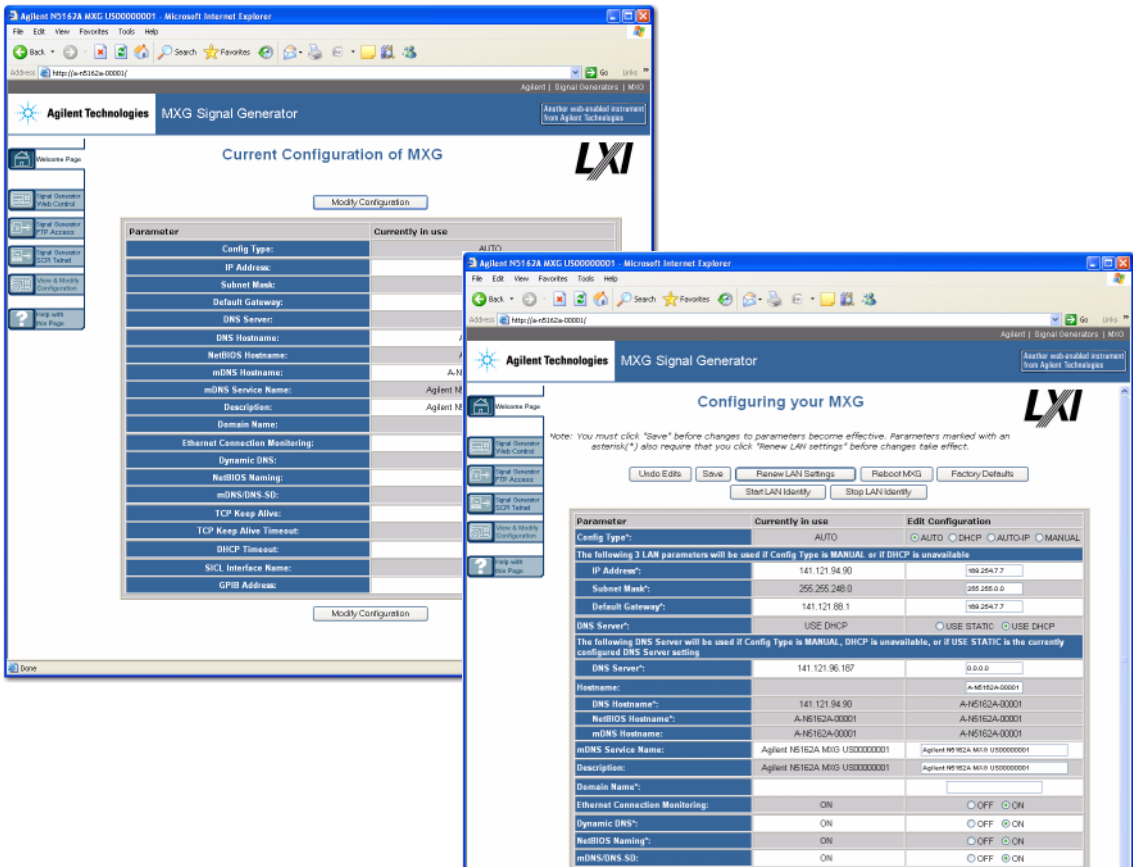 Agilent N5162A MXG US00000001 - Microsoft Internet Explorer
File Edit View Favorites Tools Help
Back Search Favorites
Address http://a-n5162a-00001/ Go Links
Agilent | Signal Generators | MXG
Agilent Technologies MXG Signal Generator
Another web-enabled instrument
from Agilent Technologies
Welcome Page
Signal Generator
Web Control
Signal Generator
FTP Access
Signal Generator
SCPI Telnet
View & Modify
Configuration
Help with
this Page
Current Configuration of MXG
LXI
Modify Configuration
Parameter Currently in use
Config Type: AUTO
IP Address:
Subnet Mask:
Default Gateway:
DNS Server:
DNS Hostname: A
NetBIOS Hostname: A
mDNS Hostname: A-N
mDNS Service Name: Agilent N5
Description: Agilent N5
Domain Name:
Ethernet Connection Monitoring:
Dynamic DNS:
NetBIOS Naming:
mDNS/DNS-SD:
TCP Keep Alive:
TCP Keep Alive Timeout:
DHCP Timeout:
SICL Interface Name:
GPIB Address:
Modify Configuration
Done
Agilent N5162A MXG US00000001 - Microsoft Internet Explorer
File Edit View Favorites Tools Help
Back Search Favorites
Address http://a-n5162a-00001/ Go Links
Agilent | Signal Generators | MXG
Agilent Technologies MXG Signal Generator
Another web-enabled instrument
from Agilent Technologies
Welcome Page
Signal Generator
Web Control
Signal Generator
FTP Access
Signal Generator
SCPI Telnet
View & Modify
Configuration
Help with
this Page
Configuring your MXG
LXI
Note: You must click "Save" before changes to parameters become effective. Parameters marked with an
asterisk(*) also require that you click "Renew LAN settings" before changes take effect.
Undo Edits Save Renew LAN Settings Reboot MXG Factory Defaults
Start LAN Identify Stop LAN Identify
Parameter Currently in use Edit Configuration
Config Type*: AUTO AUTO DHCP AUTO-IP MANUAL
The following 3 LAN parameters will be used if Config Type is MANUAL or if DHCP is unavailable
IP Address*: 141.121.94.90 169.254.7.7
Subnet Mask*: 255.255.248.0 255.255.0.0
Default Gateway*: 141.121.88.1 169.254.7.7
DNS Server*: USE DHCP USE STATIC USE DHCP
The following DNS Server will be used if Config Type is MANUAL, DHCP is unavailable, or if USE STATIC is the currently
configured DNS Server setting
DNS Server*: 141.121.96.187 0.0.0.0
Hostname: A-N5162A-00001
DNS Hostname*: 141.121.94.90 A-N5162A-00001
NetBIOS Hostname*: A-N5162A-00001 A-N5162A-00001
mDNS Hostname: A-N5162A-00001 A-N5162A-00001
mDNS Service Name: Agilent N5162A MXG US00000001 Agilent N5162A MXG US00000001
Description: Agilent N5162A MXG US00000001 Agilent N5162A MXG US00000001
Domain Name*:
Ethernet Connection Monitoring: ON OFF ON
Dynamic DNS*: ON OFF ON
NetBIOS Naming*: ON OFF ON
mDNS/DNS-SD: ON OFF ON